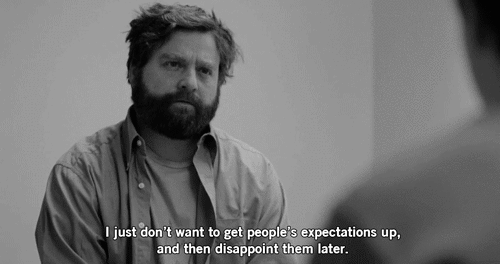 I just don't want to get people's expectations up,
and then disappoint them later.